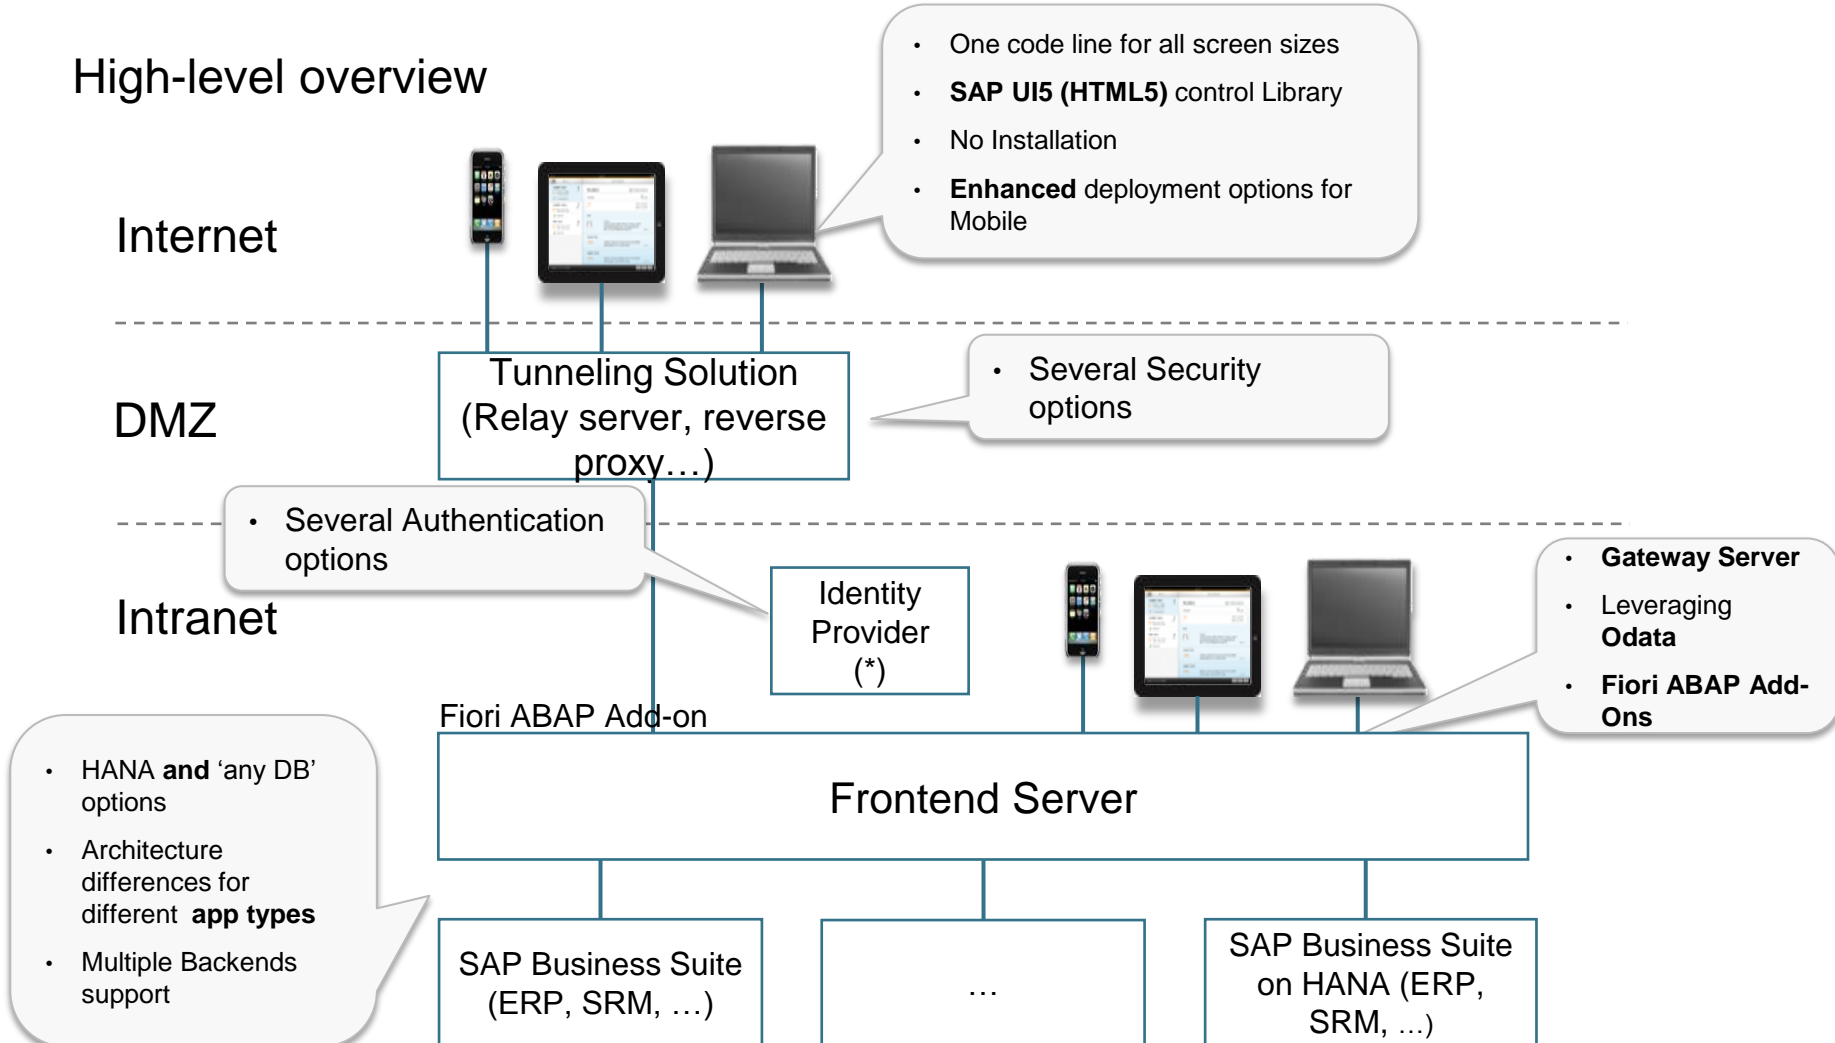 High-level overview
• One code line for all screen sizes
• SAP UI5 (HTML5) control Library
• No Installation
• Enhanced deployment options for
Mobile
Internet
Tunneling Solution
(Relay server, reverse
proxy…)
• Several Security
options
DMZ
• Several Authentication
options
Identity
Provider
(*)
• Gateway Server
• Leveraging
Odata
• Fiori ABAP Add-
Ons
Intranet
Fiori ABAP Add-on
Frontend Server
• HANA and ‘any DB’
options
• Architecture
differences for
different app types
• Multiple Backends
support
SAP Business Suite
(ERP, SRM, …)
…
SAP Business Suite
on HANA (ERP,
SRM, …)